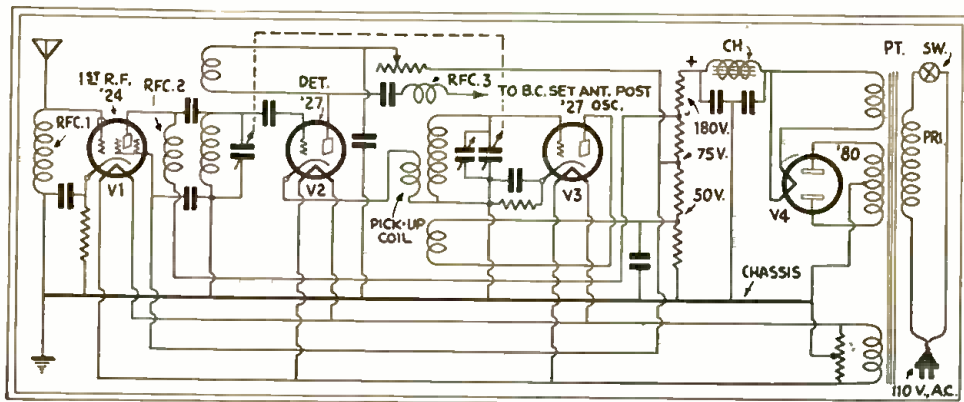 1ST R.F.
'24
RFC.2
RFC.1
V1
DET.
'27
V2
RFC.3
TO B.C. SET ANT. POST
'27 OSC.
PICK-UP
COIL
V3
+
CH
180V.
75V.
50V.
'80
V4
CHASSIS
PT.
SW.
PRI.
110 V., A.C.